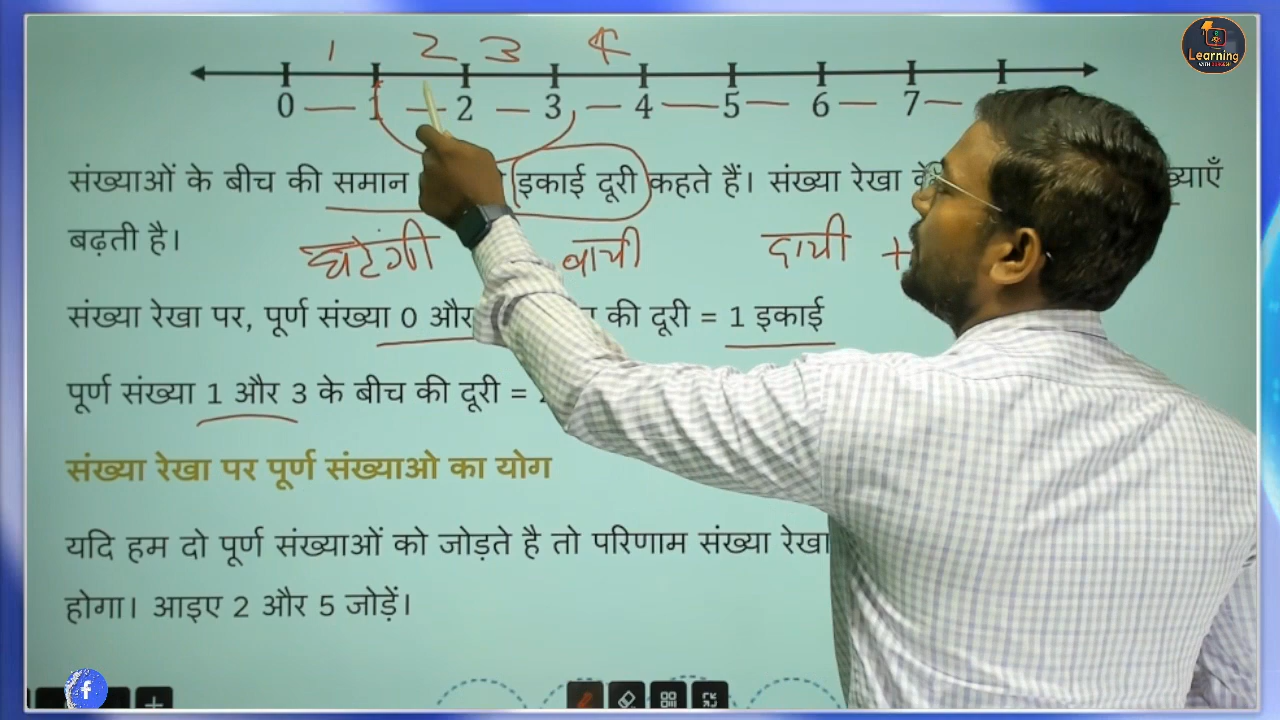 Learning
1 2 3 4
0 1 2 3 4 5 6 7
संख्याओं के बीच की समान इकाई दूरी कहते हैं। संख्या रेखा
बढ़ती है।
घटेंगी बायी दायी +
संख्या रेखा पर, पूर्ण संख्या 0 और की दूरी = 1 इकाई
पूर्ण संख्या 1 और 3 के बीच की दूरी =
संख्या रेखा पर पूर्ण संख्याओ का योग
यदि हम दो पूर्ण संख्याओं को जोड़ते है तो परिणाम संख्या रेखा
होगा। आइए 2 और 5 जोड़ें।
f